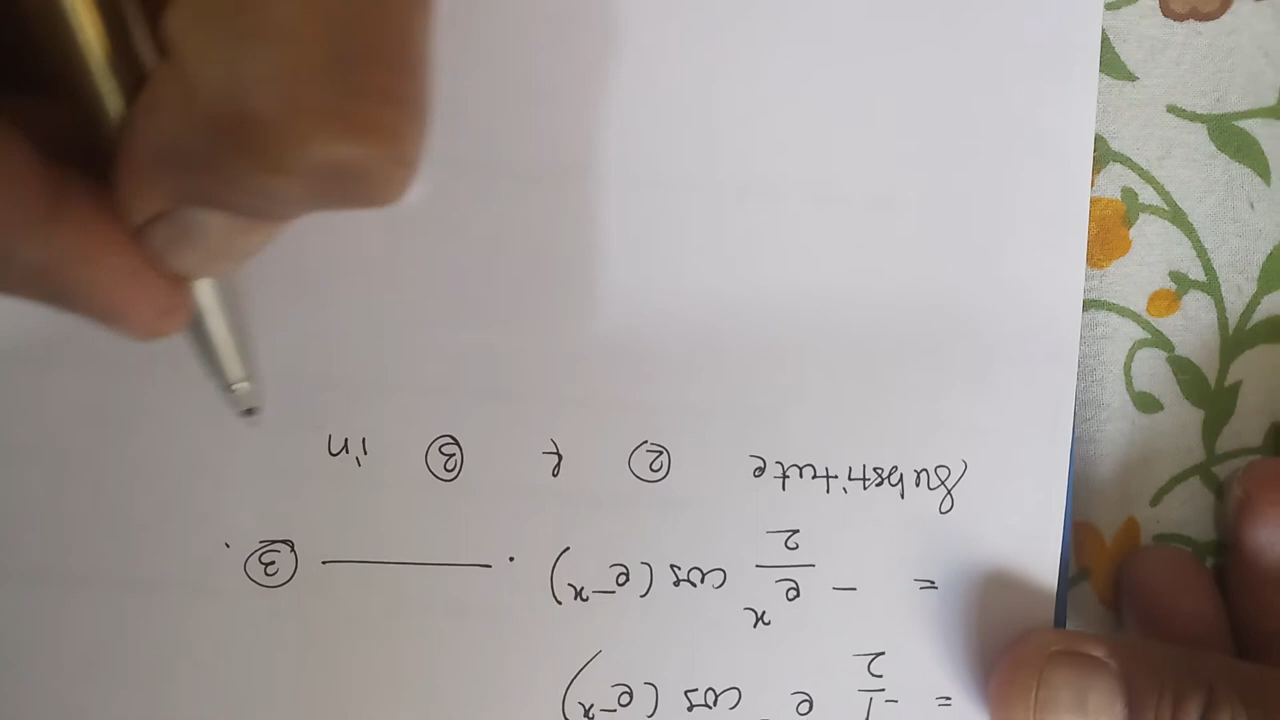 = -1/2 e cos(e^-x)
= - e^x/2 cos(e^-x). ——— ③.
Substitute ② & ③ in